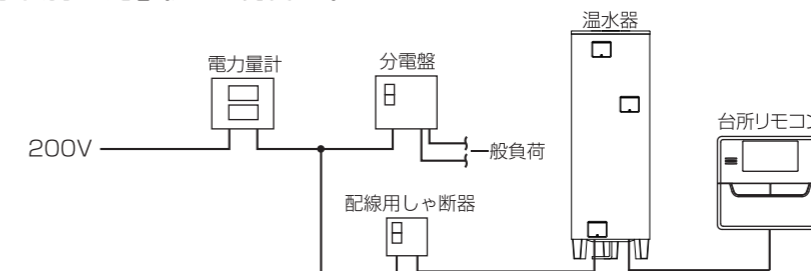 温水器
電力量計
分電盤
台所リモコン
200V
一般負荷
配線用しゃ断器